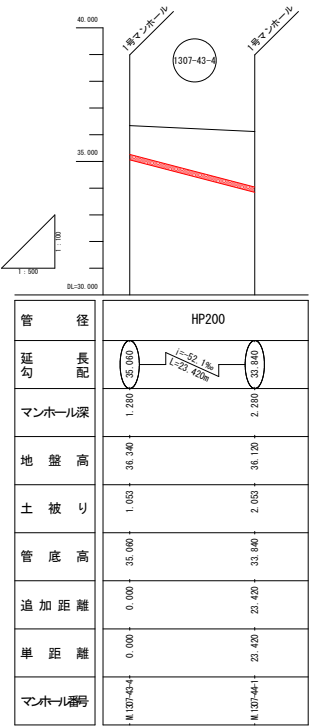 40.000
1号マンホール
1号マンホール
1307-43-4
35.000
1 : 100
1 : 500
DL=30.000
管 径
HP200
延 長
勾 配
35.060
i=-52.1‰
L=23.420m
33.840
マンホール深
1.280
2.280
地 盤 高
36.340
36.120
土 被 り
1.053
2.053
管 底 高
35.060
33.840
追 加 距 離
0.000
23.420
単 距 離
0.000
23.420
マンホール番号
M.1337-43-4
M.1337-44-1